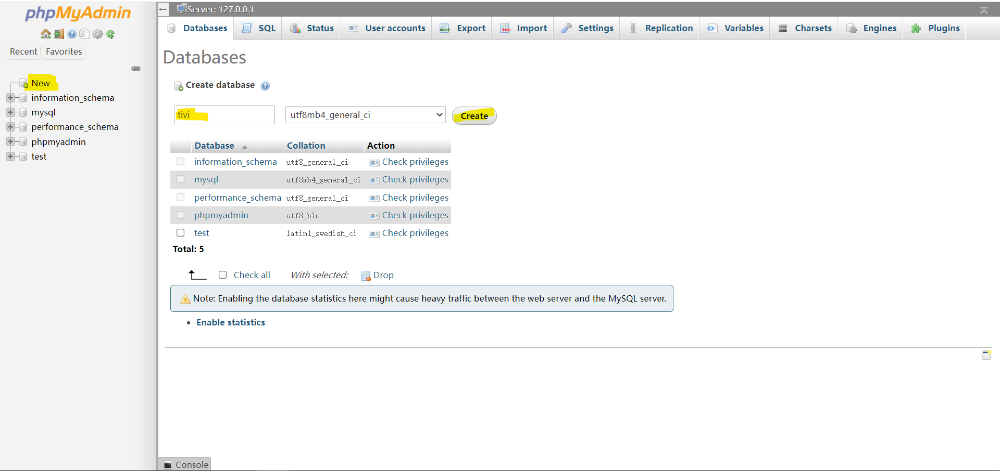 phpMyAdmin
Recent Favorites
New
information_schema
mysql
performance_schema
phpmyadmin
test
Server: 127.0.0.1
Databases SQL Status User accounts Export Import Settings Replication Variables Charsets Engines Plugins
Databases
Create database
tivi utf8mb4_general_ci Create
Database Collation Action
information_schema utf8_general_ci Check privileges
mysql utf8mb4_general_ci Check privileges
performance_schema utf8_general_ci Check privileges
phpmyadmin utf8_bin Check privileges
test latin1_swedish_ci Check privileges
Total: 5
Check all With selected: Drop
Note: Enabling the database statistics here might cause heavy traffic between the web server and the MySQL server.
Enable statistics
Console